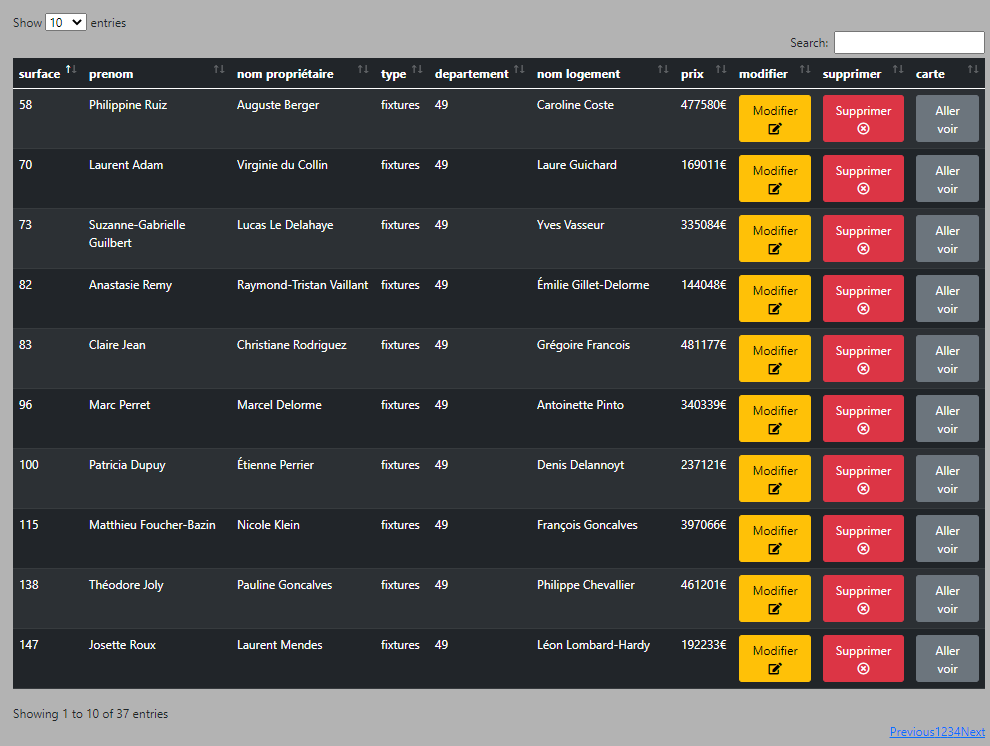 Show 10 entries
Search:
surface prenom nom propriétaire type departement nom logement prix modifier supprimer carte
58 Philippine Ruiz Auguste Berger fixtures 49 Caroline Coste 477580€ Modifier Supprimer Aller voir
70 Laurent Adam Virginie du Collin fixtures 49 Laure Guichard 169011€ Modifier Supprimer Aller voir
73 Suzanne-Gabrielle Guilbert Lucas Le Delahaye fixtures 49 Yves Vasseur 335084€ Modifier Supprimer Aller voir
82 Anastasie Remy Raymond-Tristan Vaillant fixtures 49 Émilie Gillet-Delorme 144048€ Modifier Supprimer Aller voir
83 Claire Jean Christiane Rodriguez fixtures 49 Grégoire Francois 481177€ Modifier Supprimer Aller voir
96 Marc Perret Marcel Delorme fixtures 49 Antoinette Pinto 340339€ Modifier Supprimer Aller voir
100 Patricia Dupuy Étienne Perrier fixtures 49 Denis Delannoyt 237121€ Modifier Supprimer Aller voir
115 Matthieu Foucher-Bazin Nicole Klein fixtures 49 François Goncalves 397066€ Modifier Supprimer Aller voir
138 Théodore Joly Pauline Goncalves fixtures 49 Philippe Chevallier 461201€ Modifier Supprimer Aller voir
147 Josette Roux Laurent Mendes fixtures 49 Léon Lombard-Hardy 192233€ Modifier Supprimer Aller voir
Showing 1 to 10 of 37 entries
Previous1234Next